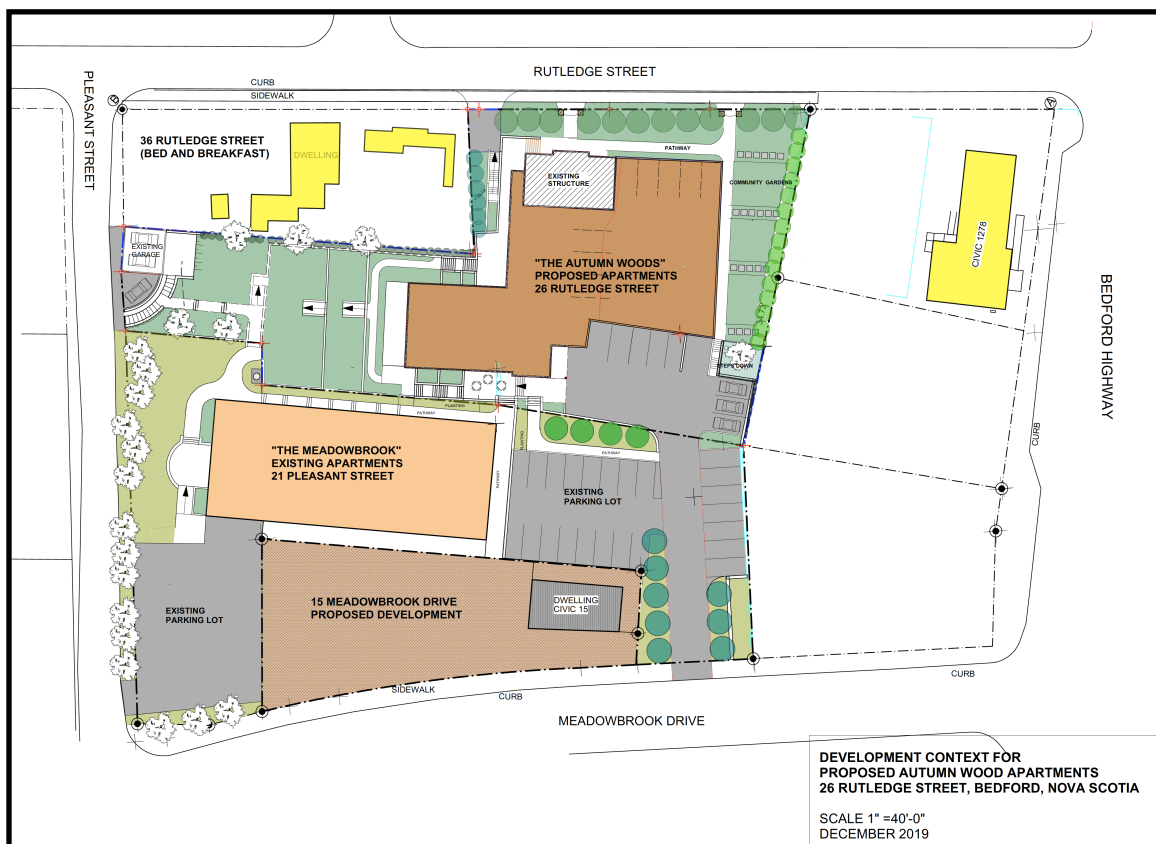 RUTLEDGE STREET
CURB
SIDEWALK
PLEASANT STREET
B
A
36 RUTLEDGE STREET
(BED AND BREAKFAST)
DWELLING
PATHWAY
EXISTING
STRUCTURE
COMMUNITY GARDENS
EXISTING
GARAGE
"THE AUTUMN WOODS"
PROPOSED APARTMENTS
26 RUTLEDGE STREET
CIVIC 1278
BEDFORD HIGHWAY
STEPS DOWN
PLANTING
PATHWAY
"THE MEADOWBROOK"
EXISTING APARTMENTS
21 PLEASANT STREET
PLANTING
PATHWAY
PATHWAY
CURB
EXISTING
PARKING LOT
15 MEADOWBROOK DRIVE
PROPOSED DEVELOPMENT
DWELLING
CIVIC 15
EXISTING
PARKING LOT
SIDEWALK
CURB
CURB
MEADOWBROOK DRIVE
DEVELOPMENT CONTEXT FOR
PROPOSED AUTUMN WOOD APARTMENTS
26 RUTLEDGE STREET, BEDFORD, NOVA SCOTIA
SCALE 1" =40'-0"
DECEMBER 2019